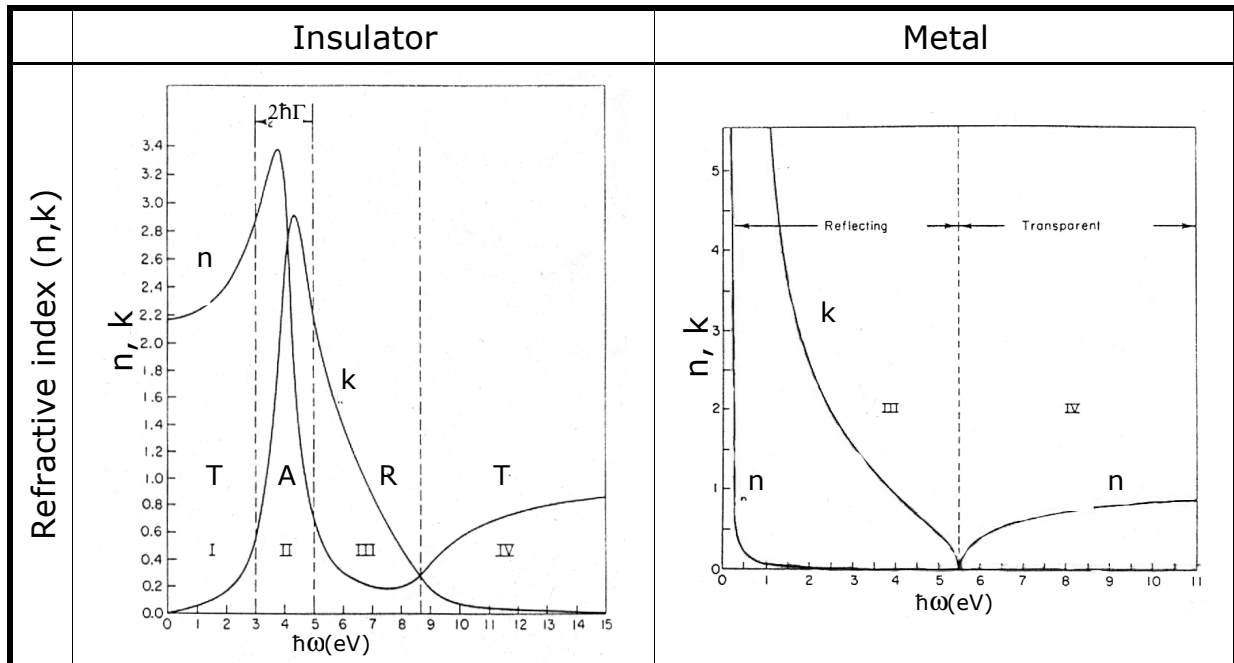 Insulator
Metal
Refractive index (n,k)
2ħΓ
3.4
3.2
3.0
2.8
2.6
2.4
2.2
2.0
1.8
1.6
1.4
1.2
1.0
0.8
0.6
0.4
0.2
0.0
n, k
n
k
T A R T
I II III IV
0 1 2 3 4 5 6 7 8 9 10 11 12 13 14 15
ħω(eV)
5
4
3
2
1
0
n, k
Reflecting Transparent
k
III IV
n n
0 1 2 3 4 5 6 7 8 9 10 11
ħω(eV)